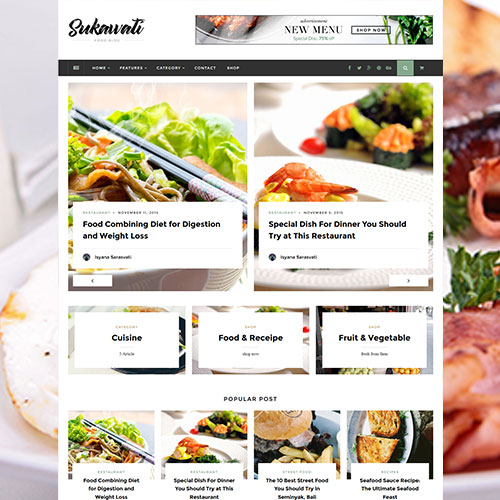 Sukawati
FOOD BLOG
advertisement
NEW MENU
Special Disc. 75% off
SHOP NOW
HOME
FEATURES
CATEGORY
CONTACT
SHOP
RESTAURANT • NOVEMBER 11, 2015
Food Combining Diet for Digestion
and Weight Loss
Isyana Sarasvati
RESTAURANT • NOVEMBER 5, 2015
Special Dish For Dinner You Should
Try at This Restaurant
Isyana Sarasvati
CATEGORY
Cuisine
5 Article
SHOP
Food & Receipe
shop now
SHOP
Fruit & Vegetable
fresh from farm
POPULAR POST
RESTAURANT
Food Combining Diet
for Digestion and
Weight Loss
RESTAURANT
Special Dish For Dinner
You Should Try at This
Restaurant
STREET FOOD
The 10 Best Street Food
You Should Try in
Seminyak, Bali
RECIPES
Seafood Sauce Recipe:
The Ultimate Seafood
Feast